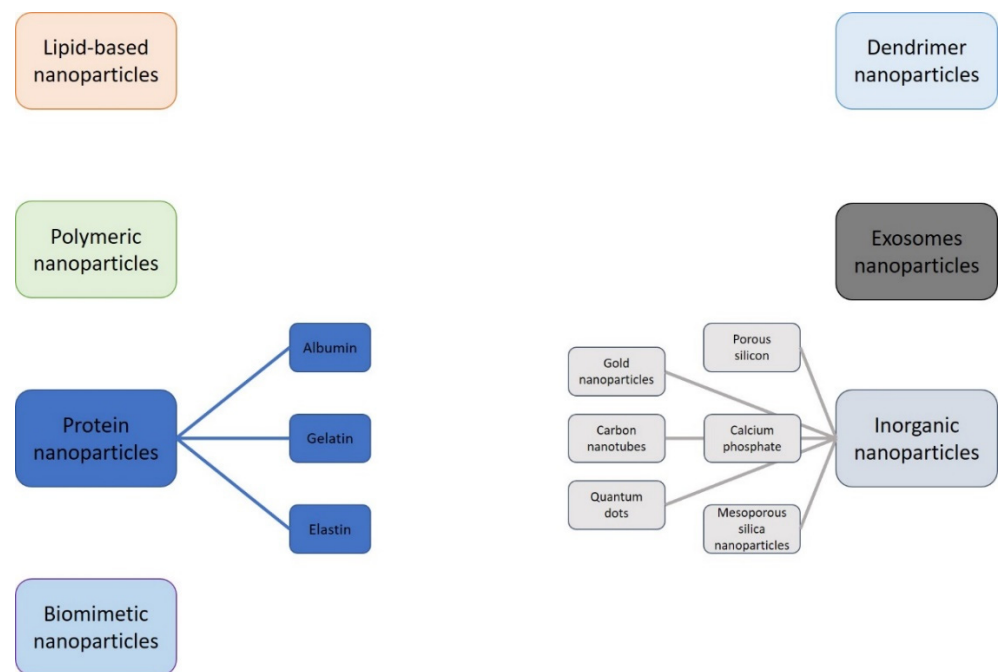 Lipid-based
nanoparticles
Dendrimer
nanoparticles
Polymeric
nanoparticles
Exosomes
nanoparticles
Protein
nanoparticles
Albumin
Gelatin
Elastin
Gold
nanoparticles
Porous
silicon
Carbon
nanotubes
Calcium
phosphate
Quantum
dots
Mesoporous
silica
nanoparticles
Inorganic
nanoparticles
Biomimetic
nanoparticles